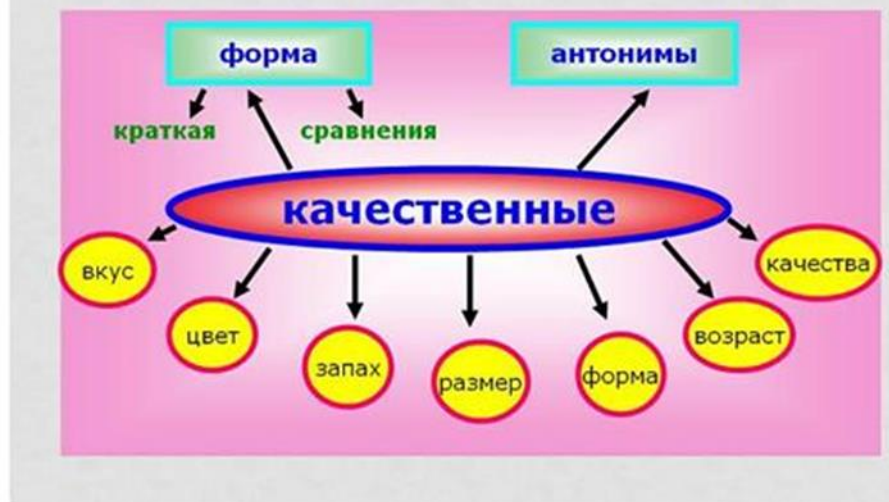 форма
антонимы
краткая
сравнения
качественные
вкус
цвет
запах
размер
форма
возраст
качества